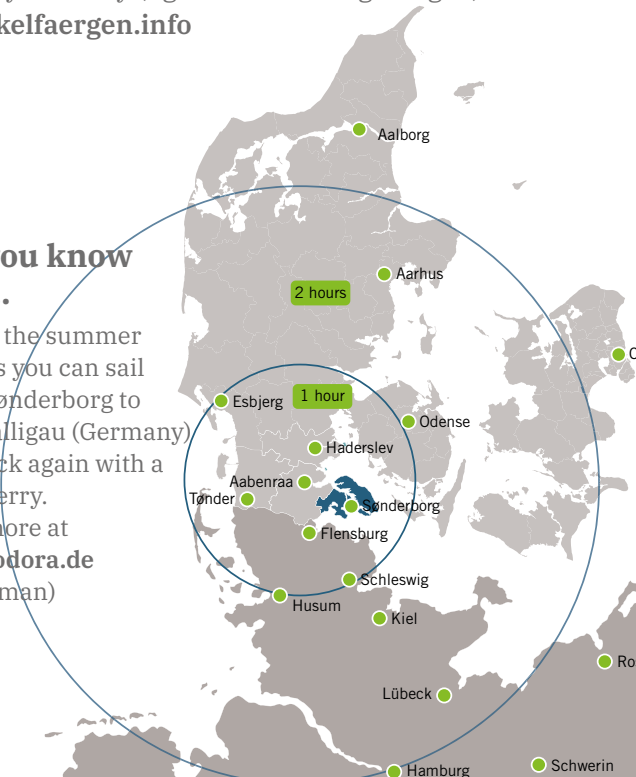 kelfaergen.info
you know
the summer
s you can sail
ønderborg to
lligau (Germany)
ck again with a
erry.
nore at
odora.de
man)
Aalborg
Aarhus
2 hours
1 hour
Esbjerg
Odense
Haderslev
Aabenraa
Tønder
Sønderborg
Flensburg
Schleswig
Husum
Kiel
Ro
Lübeck
Schwerin
Hamburg